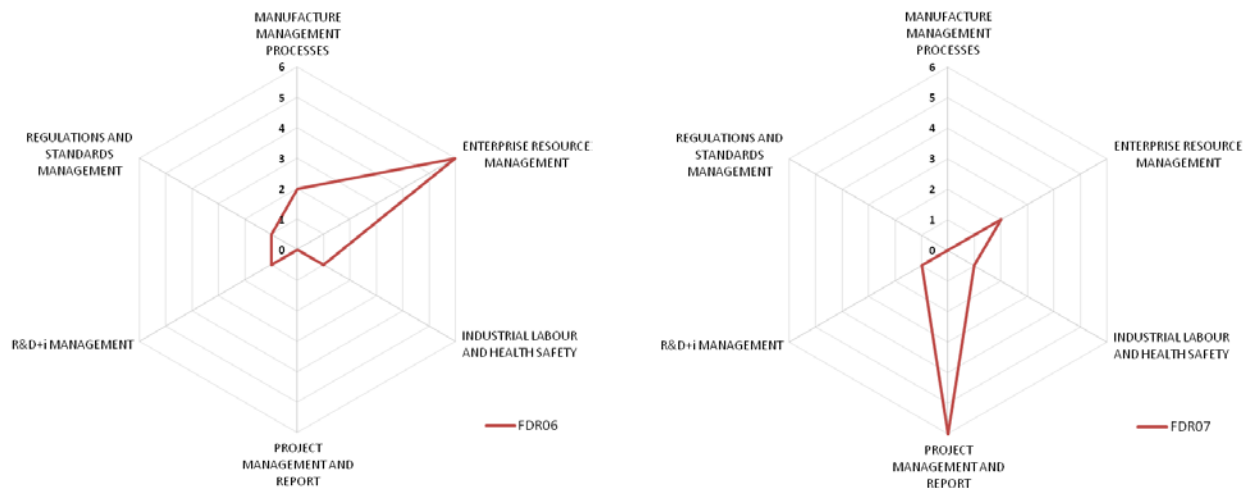 MANUFACTURE
MANAGEMENT
PROCESSES
6
5
4
3
2
1
0
ENTERPRISE RESOURCE
MANAGEMENT
INDUSTRIAL LABOUR
AND HEALTH SAFETY
PROJECT
MANAGEMENT AND
REPORT
R&D+i MANAGEMENT
REGULATIONS AND
STANDARDS
MANAGEMENT
FDR06
MANUFACTURE
MANAGEMENT
PROCESSES
6
5
4
3
2
1
0
ENTERPRISE RESOURCE
MANAGEMENT
INDUSTRIAL LABOUR
AND HEALTH SAFETY
PROJECT
MANAGEMENT AND
REPORT
R&D+i MANAGEMENT
REGULATIONS AND
STANDARDS
MANAGEMENT
FDR07